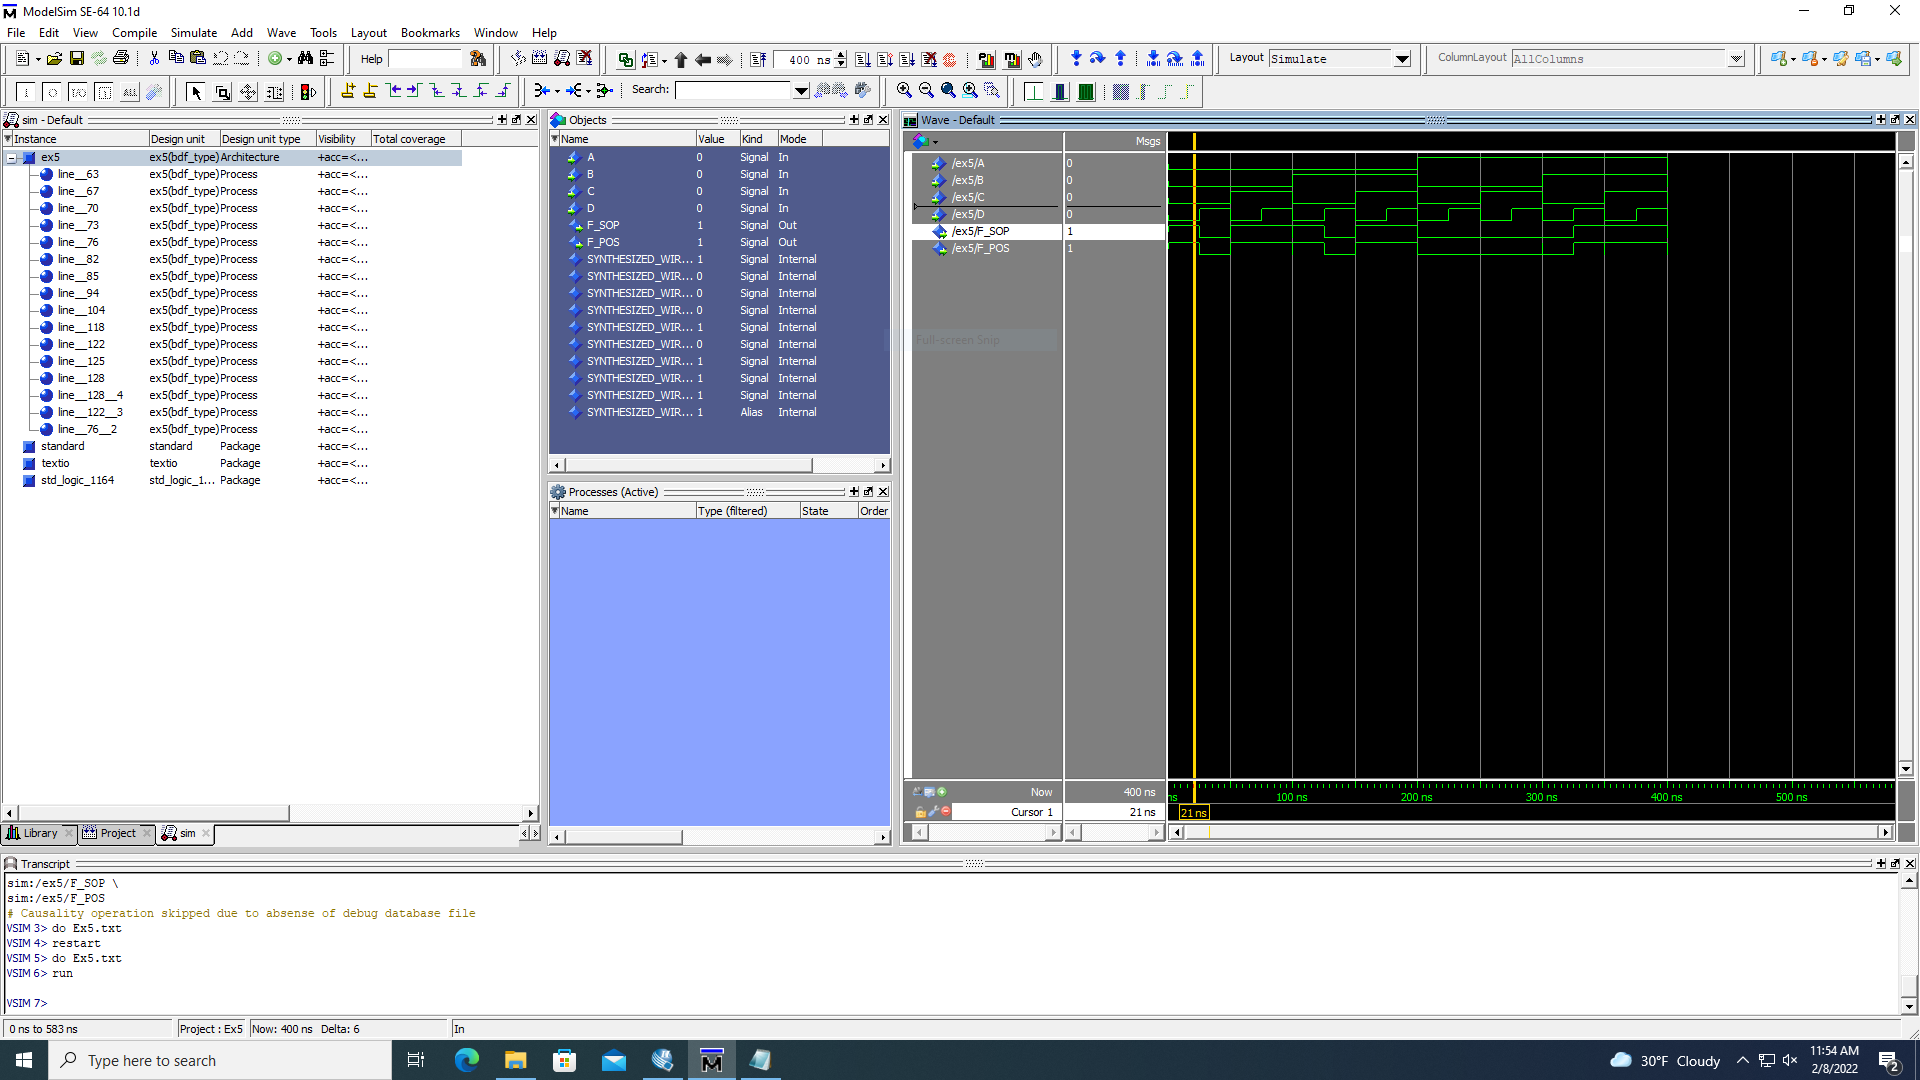 ModelSim SE-64 10.1d
File Edit View Compile Simulate Add Wave Tools Layout Bookmarks Window Help
Help
400 ns
Layout Simulate
ColumnLayout AllColumns
Search:
sim - Default
Instance Design unit Design unit type Visibility Total coverage
ex5 ex5(bdf_type) Architecture +acc=<...
line__63 ex5(bdf_type) Process +acc=<...
line__67 ex5(bdf_type) Process +acc=<...
line__70 ex5(bdf_type) Process +acc=<...
line__73 ex5(bdf_type) Process +acc=<...
line__76 ex5(bdf_type) Process +acc=<...
line__82 ex5(bdf_type) Process +acc=<...
line__85 ex5(bdf_type) Process +acc=<...
line__94 ex5(bdf_type) Process +acc=<...
line__104 ex5(bdf_type) Process +acc=<...
line__118 ex5(bdf_type) Process +acc=<...
line__122 ex5(bdf_type) Process +acc=<...
line__125 ex5(bdf_type) Process +acc=<...
line__128 ex5(bdf_type) Process +acc=<...
line__128__4 ex5(bdf_type) Process +acc=<...
line__122__3 ex5(bdf_type) Process +acc=<...
line__76__2 ex5(bdf_type) Process +acc=<...
standard standard Package +acc=<...
textio textio Package +acc=<...
std_logic_1164 std_logic_1... Package +acc=<...
Library Project sim
Objects
Name Value Kind Mode
A 0 Signal In
B 0 Signal In
C 0 Signal In
D 0 Signal In
F_SOP 1 Signal Out
F_POS 1 Signal Out
SYNTHESIZED_WIR... 1 Signal Internal
SYNTHESIZED_WIR... 0 Signal Internal
SYNTHESIZED_WIR... 0 Signal Internal
SYNTHESIZED_WIR... 0 Signal Internal
SYNTHESIZED_WIR... 1 Signal Internal
SYNTHESIZED_WIR... 0 Signal Internal
SYNTHESIZED_WIR... 1 Signal Internal
SYNTHESIZED_WIR... 1 Signal Internal
SYNTHESIZED_WIR... 1 Signal Internal
SYNTHESIZED_WIR... 1 Alias Internal
Processes (Active)
Name Type (filtered) State Order
Wave - Default
Msgs
/ex5/A 0
/ex5/B 0
/ex5/C 0
/ex5/D 0
/ex5/F_SOP 1
/ex5/F_POS 1
Full-screen Snip
Now 400 ns
ns 100 ns 200 ns 300 ns 400 ns 500 ns
Cursor 1 21 ns
21 ns
Transcript
sim:/ex5/F_SOP \
sim:/ex5/F_POS
# Causality operation skipped due to absense of debug database file
VSIM 3> do Ex5.txt
VSIM 4> restart
VSIM 5> do Ex5.txt
VSIM 6> run
VSIM 7>
0 ns to 583 ns Project : Ex5 Now: 400 ns Delta: 6 In
Type here to search
30°F Cloudy
11:54 AM
2/8/2022
2